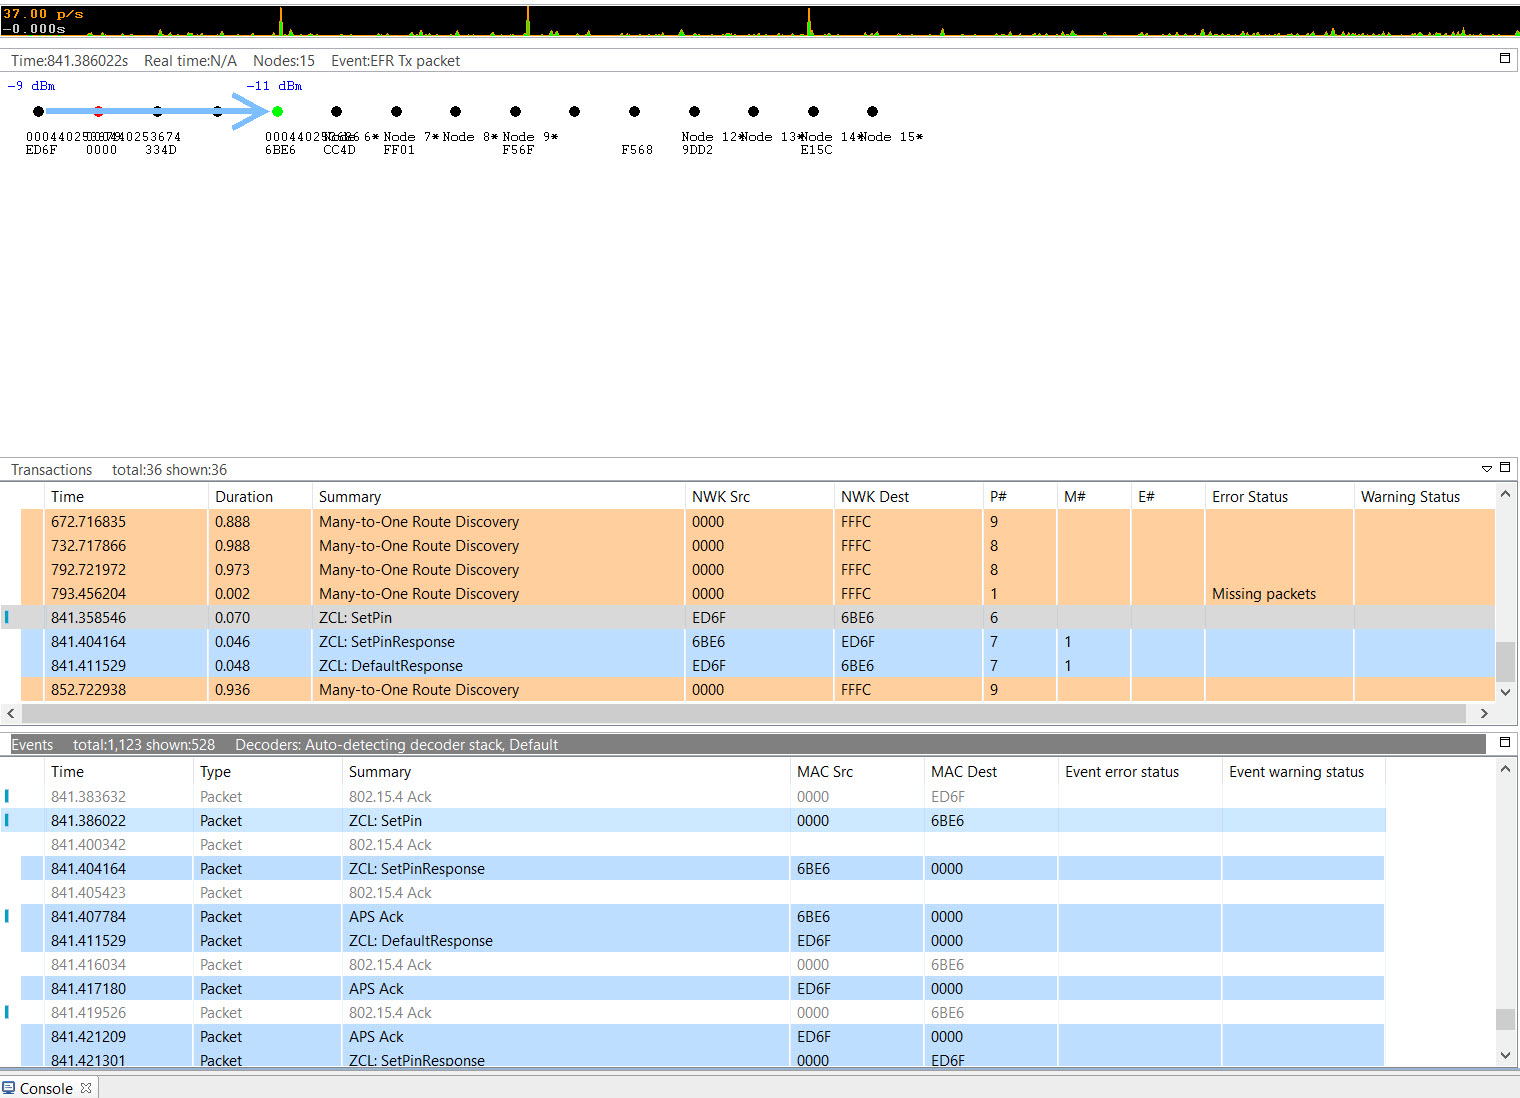 37.00 p/s
-0.000s
Time:841.386022s Real time:N/A Nodes:15 Event:EFR Tx packet
-9 dBm -11 dBm
000440253674 Node 7* Node 8* Node 9* Node 12* Node 13* Node 14* Node 15*
ED6F 0000 334D 6BE6 CC4D FF01 F56F F568 9DD2 E15C
Transactions total:36 shown:36
Time Duration Summary NWK Src NWK Dest P# M# E# Error Status Warning Status
672.716835 0.888 Many-to-One Route Discovery 0000 FFFC 9
732.717866 0.988 Many-to-One Route Discovery 0000 FFFC 8
792.721972 0.973 Many-to-One Route Discovery 0000 FFFC 8
793.456204 0.002 Many-to-One Route Discovery 0000 FFFC 1 Missing packets
841.358546 0.070 ZCL: SetPin ED6F 6BE6 6
841.404164 0.046 ZCL: SetPinResponse 6BE6 ED6F 7 1
841.411529 0.048 ZCL: DefaultResponse ED6F 6BE6 7 1
852.722938 0.936 Many-to-One Route Discovery 0000 FFFC 9
Events total:1,123 shown:528 Decoders: Auto-detecting decoder stack, Default
Time Type Summary MAC Src MAC Dest Event error status Event warning status
841.383632 Packet 802.15.4 Ack 0000 ED6F
841.386022 Packet ZCL: SetPin 0000 6BE6
841.400342 Packet 802.15.4 Ack
841.404164 Packet ZCL: SetPinResponse 6BE6 0000
841.405423 Packet 802.15.4 Ack
841.407784 Packet APS Ack 6BE6 0000
841.411529 Packet ZCL: DefaultResponse ED6F 0000
841.416034 Packet 802.15.4 Ack 0000 6BE6
841.417180 Packet APS Ack ED6F 0000
841.419526 Packet 802.15.4 Ack 0000 6BE6
841.421209 Packet APS Ack ED6F 0000
841.421301 Packet ZCL: SetPinResponse 0000 ED6F
Console